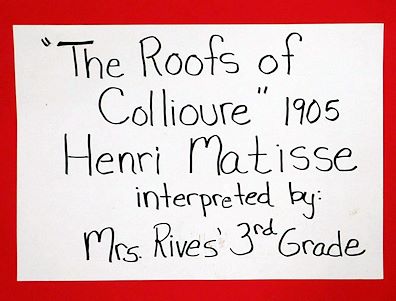 "The Roofs of
Collioure" 1905
Henri Matisse
interpreted by:
Mrs. Rives' 3rd Grade